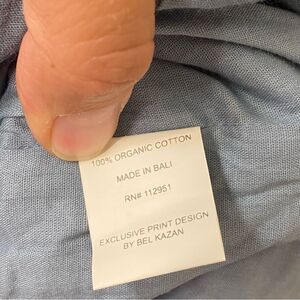 100% ORGANIC COTTON
MADE IN BALI
RN# 112951
EXCLUSIVE PRINT DESIGN
BY BEL KAZAN